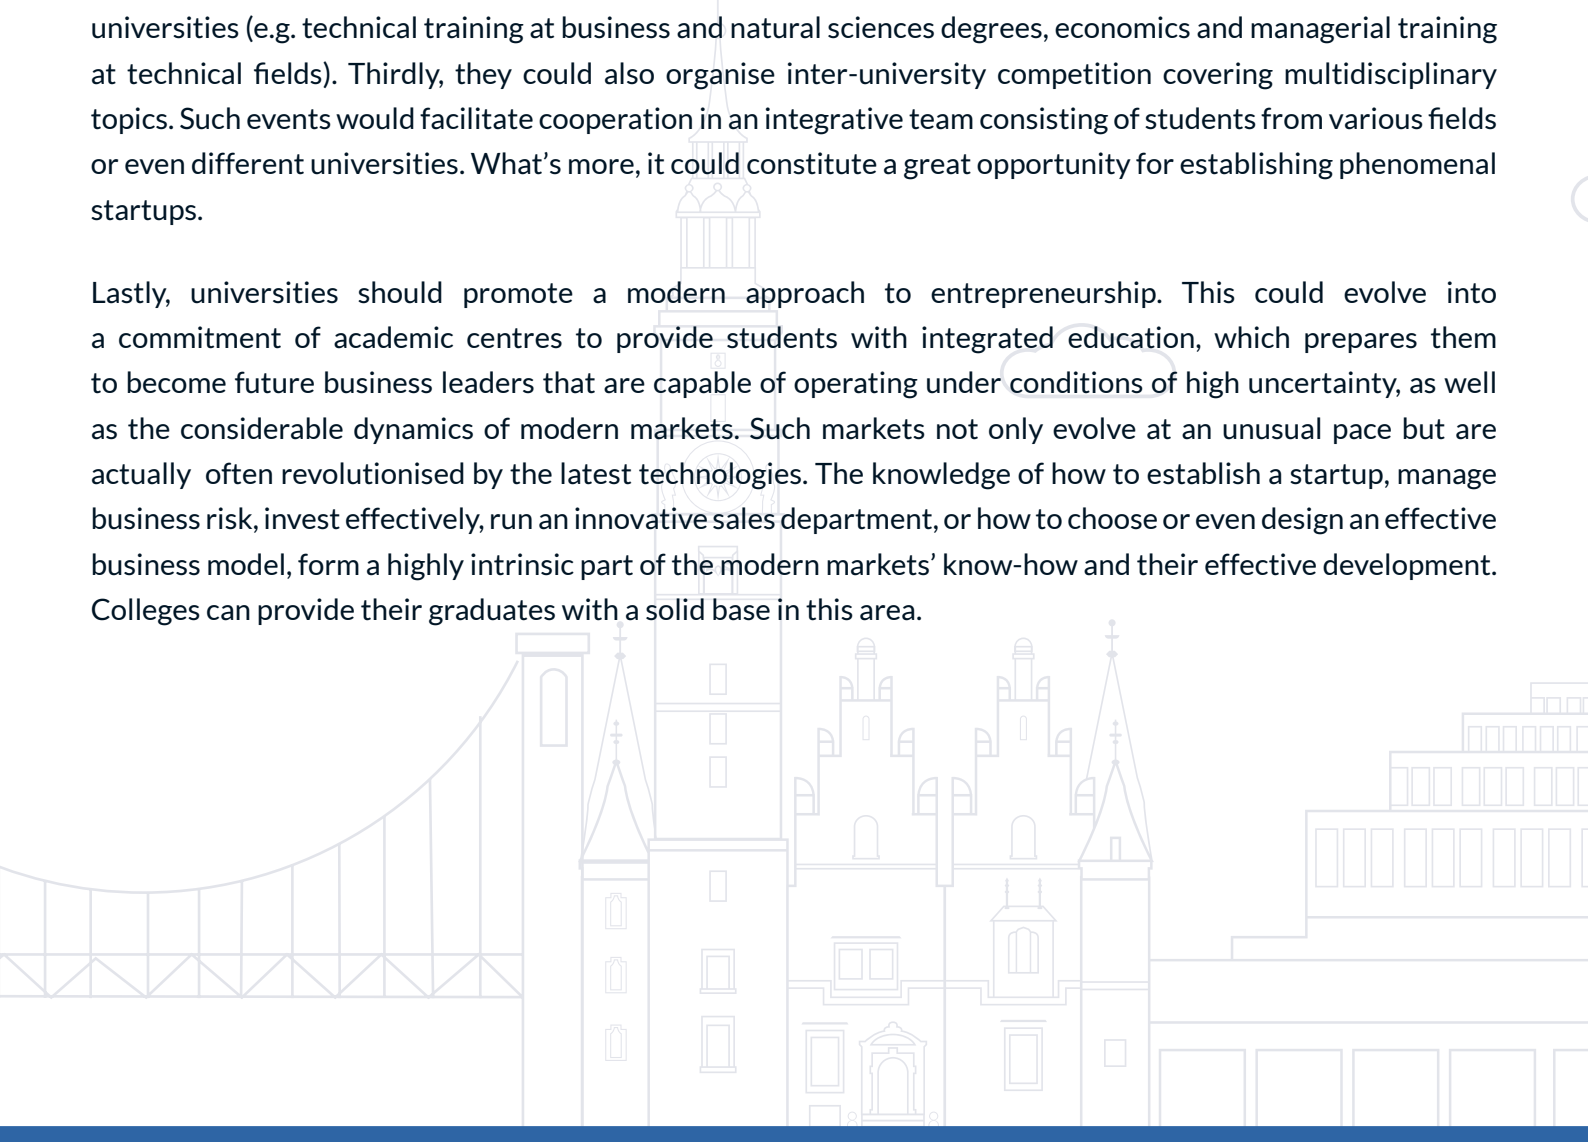 universities (e.g. technical training at business and natural sciences degrees, economics and managerial training
at technical fields). Thirdly, they could also organise inter-university competition covering multidisciplinary
topics. Such events would facilitate cooperation in an integrative team consisting of students from various fields
or even different universities. What’s more, it could constitute a great opportunity for establishing phenomenal
startups.
Lastly, universities should promote a modern approach to entrepreneurship. This could evolve into
a commitment of academic centres to provide students with integrated education, which prepares them
to become future business leaders that are capable of operating under conditions of high uncertainty, as well
as the considerable dynamics of modern markets. Such markets not only evolve at an unusual pace but are
actually often revolutionised by the latest technologies. The knowledge of how to establish a startup, manage
business risk, invest effectively, run an innovative sales department, or how to choose or even design an effective
business model, form a highly intrinsic part of the modern markets’ know-how and their effective development.
Colleges can provide their graduates with a solid base in this area.